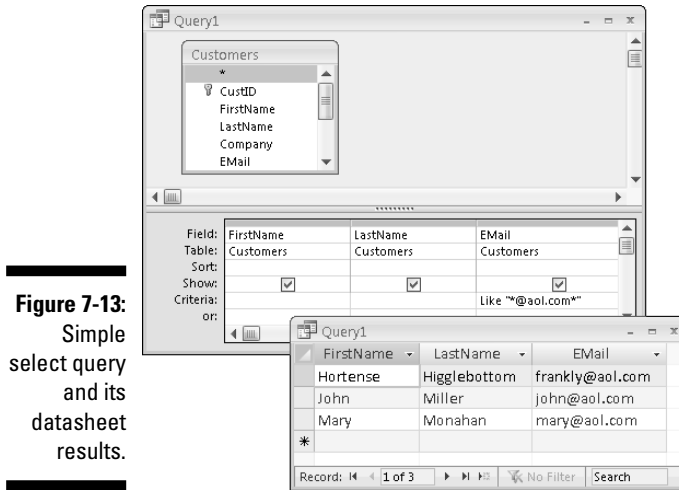 Query1
Customers
*
CustID
FirstName
LastName
Company
EMail
Field: FirstName LastName EMail
Table: Customers Customers Customers
Sort:
Show:
Criteria: Like "*@aol.com*"
or:
Query1
FirstName LastName EMail
Hortense Higglebottom frankly@aol.com
John Miller john@aol.com
Mary Monahan mary@aol.com
*
Record: 1 of 3 No Filter Search
Figure 7-13:
Simple
select query
and its
datasheet
results.